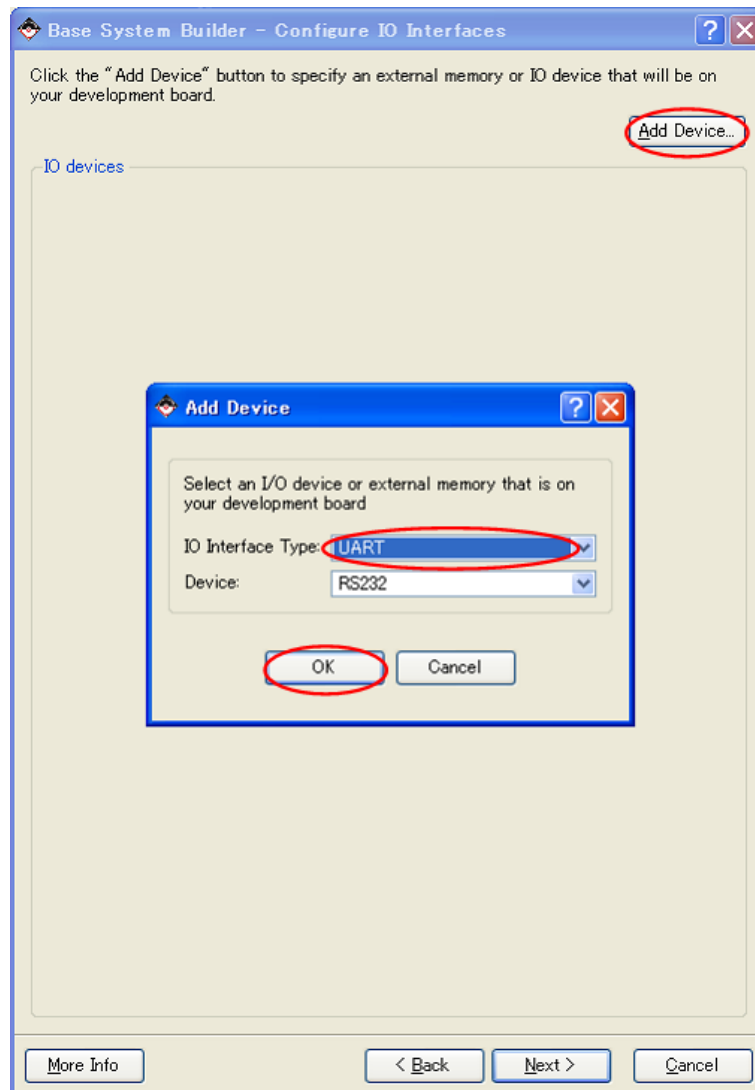 Base System Builder - Configure IO Interfaces
Click the "Add Device" button to specify an external memory or IO device that will be on
your development board.
Add Device...
IO devices
Add Device
Select an I/O device or external memory that is on
your development board
IO Interface Type: UART
Device: RS232
OK Cancel
More Info < Back Next > Cancel